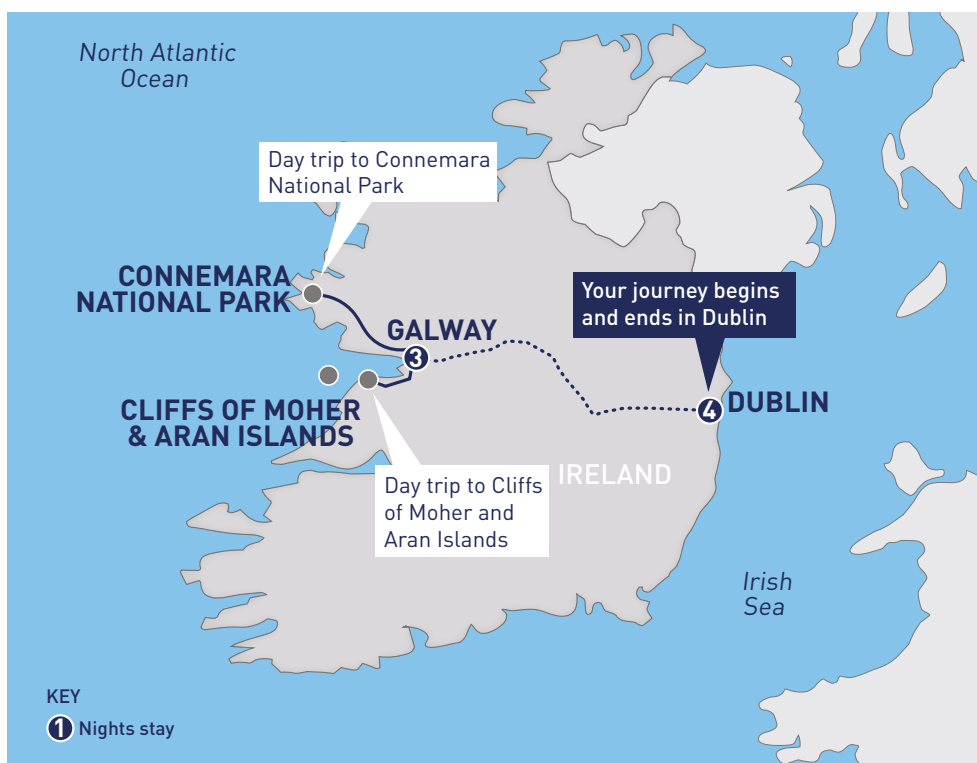 North Atlantic
Ocean
Day trip to Connemara
National Park
CONNEMARA
NATIONAL PARK
Your journey begins
and ends in Dublin
GALWAY
3
4 DUBLIN
CLIFFS OF MOHER
& ARAN ISLANDS
IRELAND
Day trip to Cliffs
of Moher and
Aran Islands
Irish
Sea
KEY
1 Nights stay